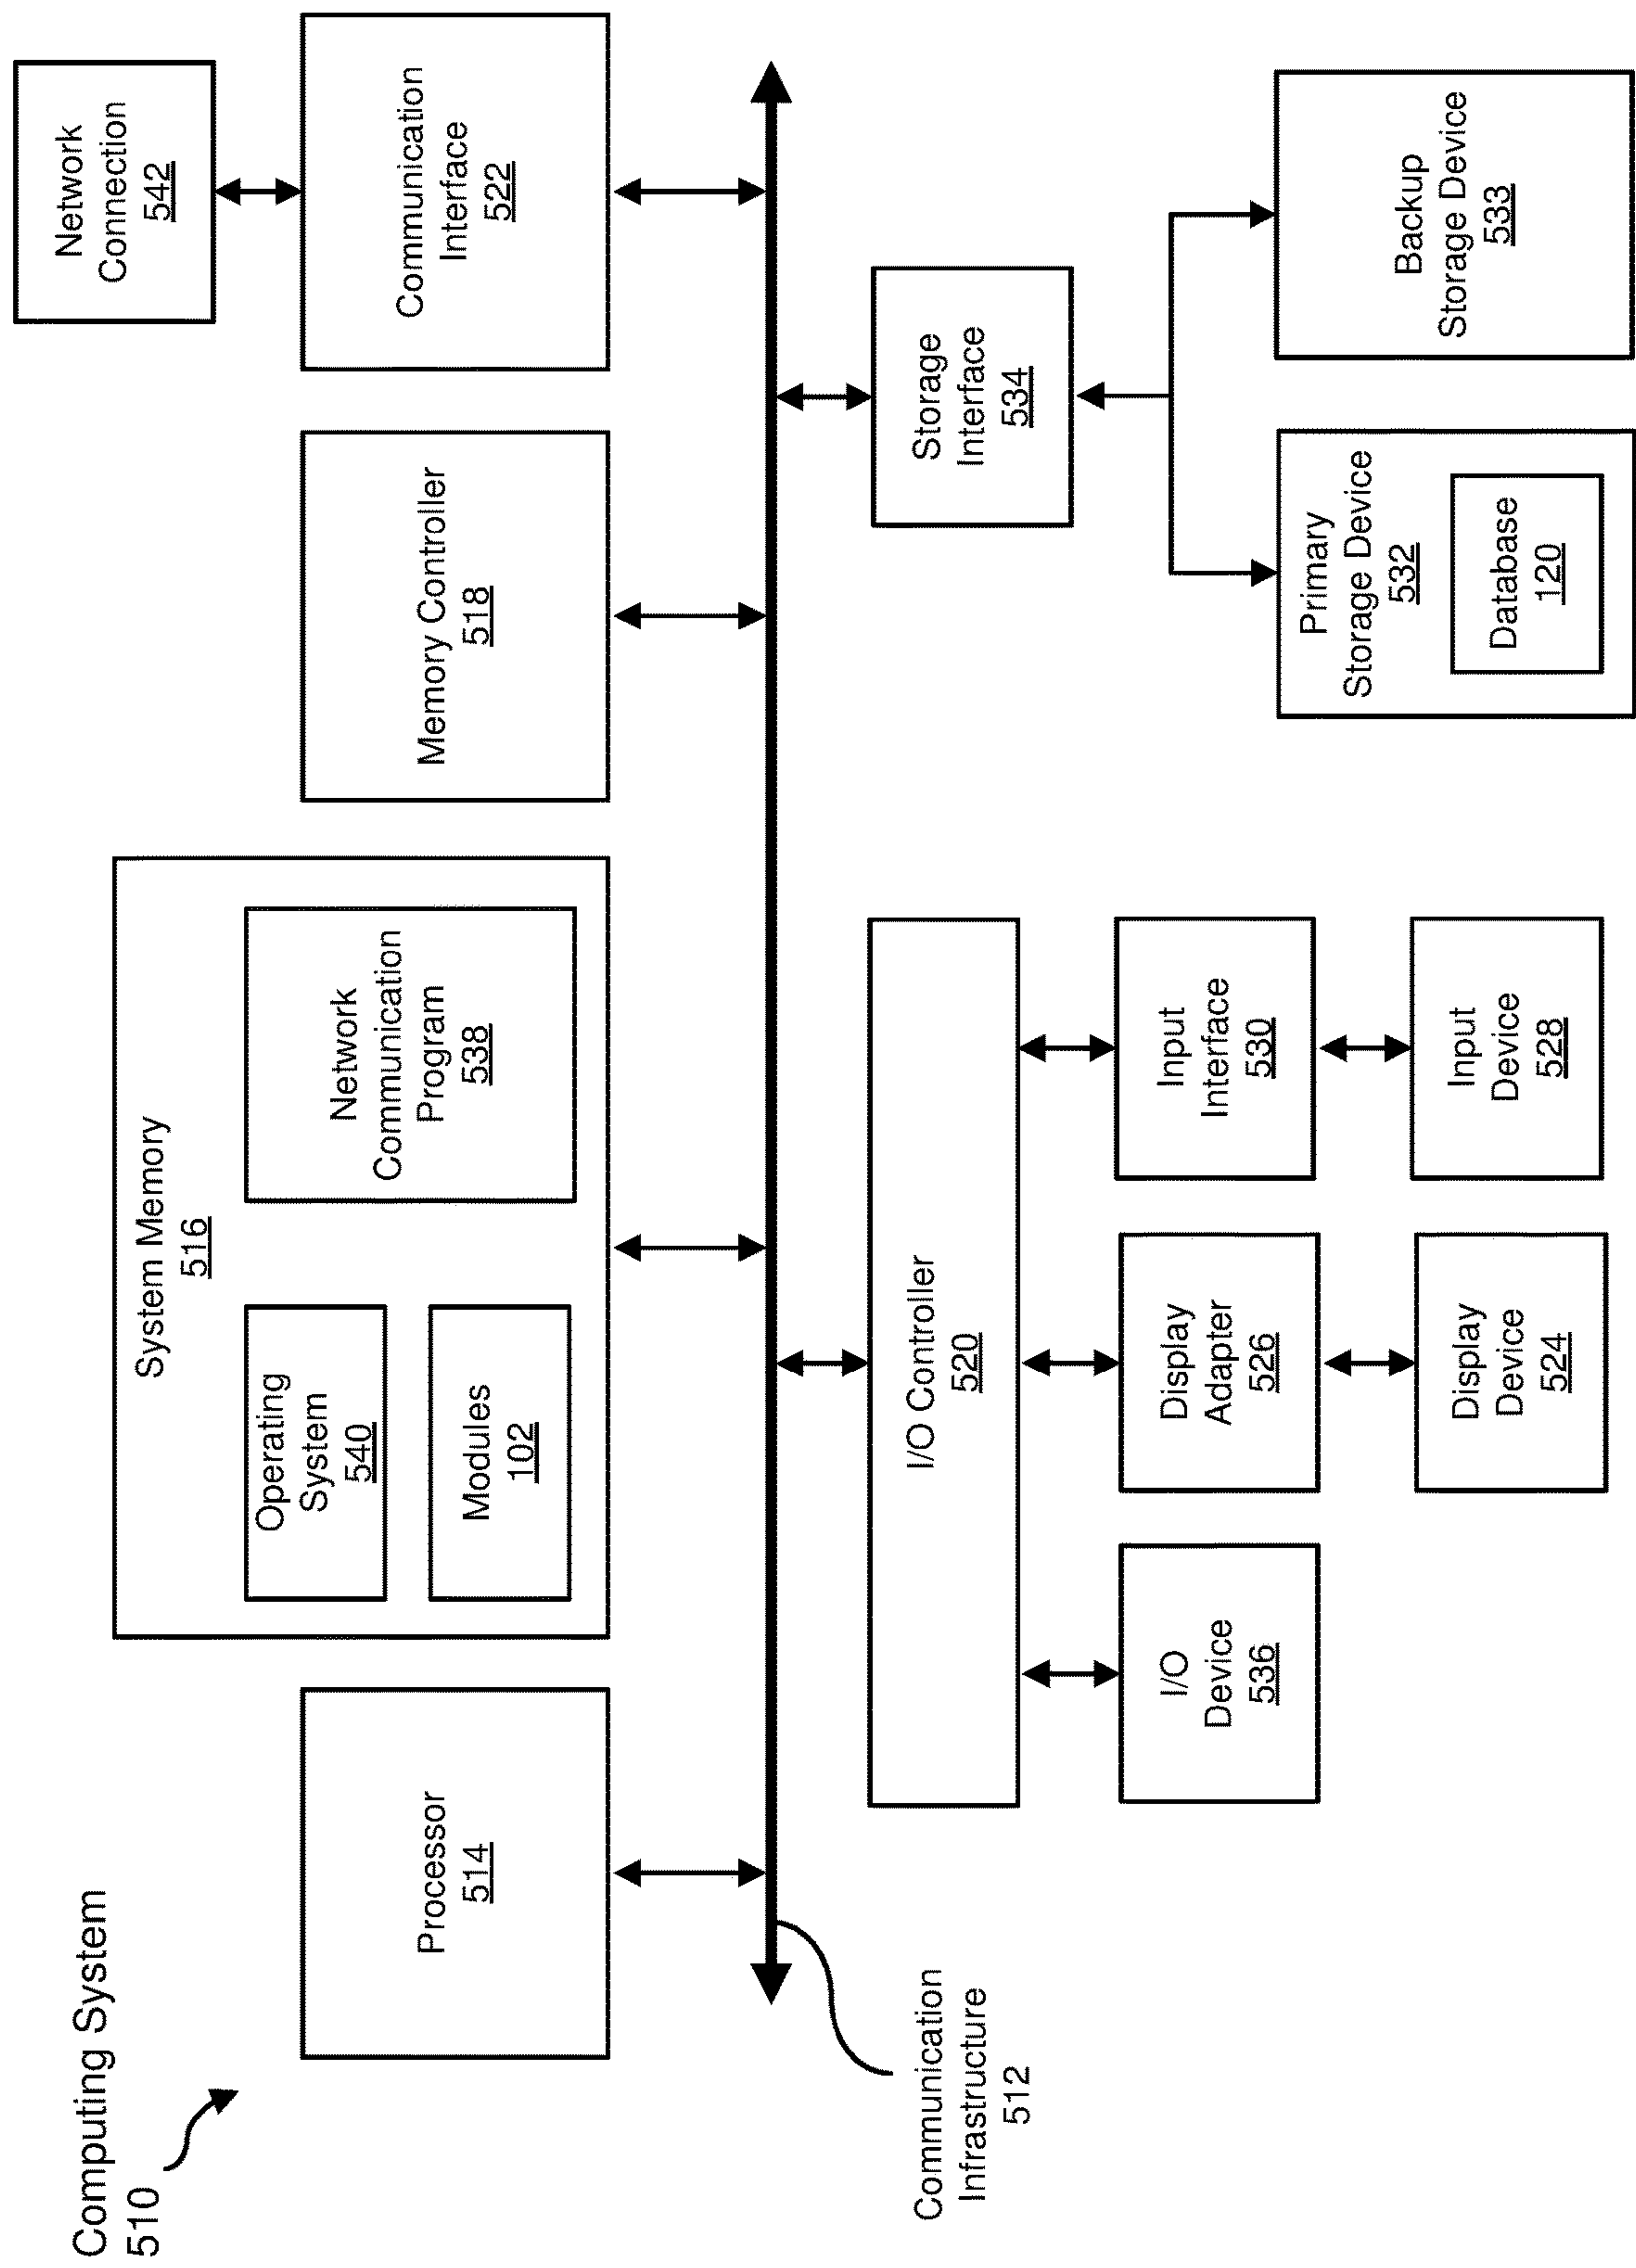 Computing System
510
Processor
514
System Memory
516
Operating
System
540
Modules
102
Network
Communication
Program
538
Memory Controller
518
Network
Connection
542
Communication
Interface
522
Communication
Infrastructure
512
I/O Controller
520
I/O
Device
536
Display
Adapter
526
Input
Interface
530
Display
Device
524
Input
Device
528
Storage
Interface
534
Primary
Storage Device
532
Database
120
Backup
Storage Device
533